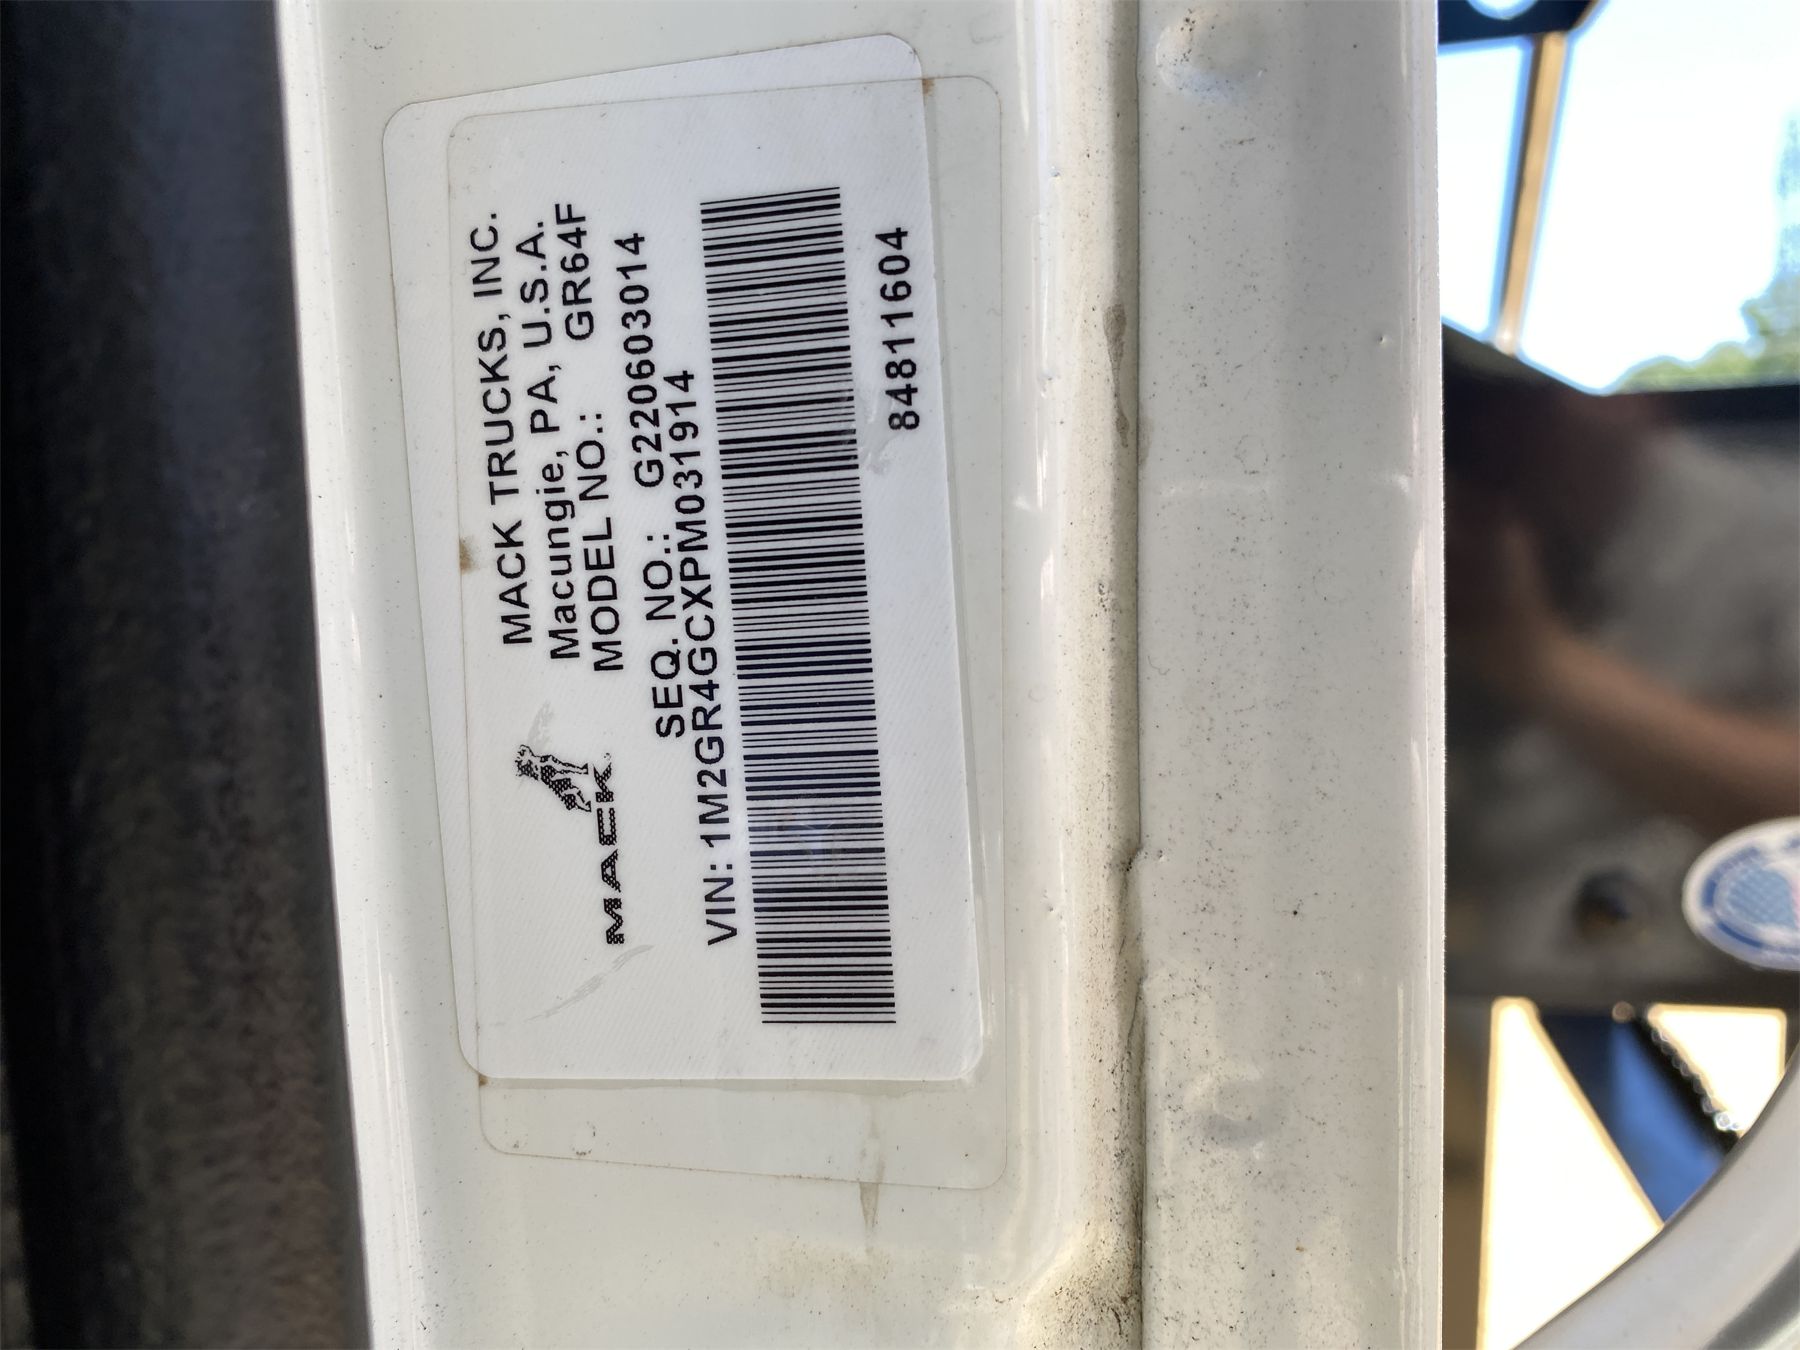 MACK
MACK TRUCKS, INC.
Macungie, PA, U.S.A.
MODEL NO.: GR64F
SEQ. NO.: G220603014
VIN: 1M2GR4GCXPM031914
84811604